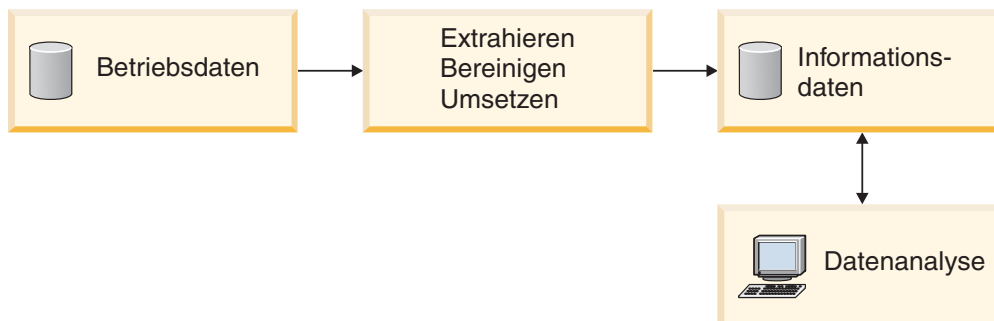 Betriebsdaten
Extrahieren
Bereinigen
Umsetzen
Informations-
daten
Datenanalyse